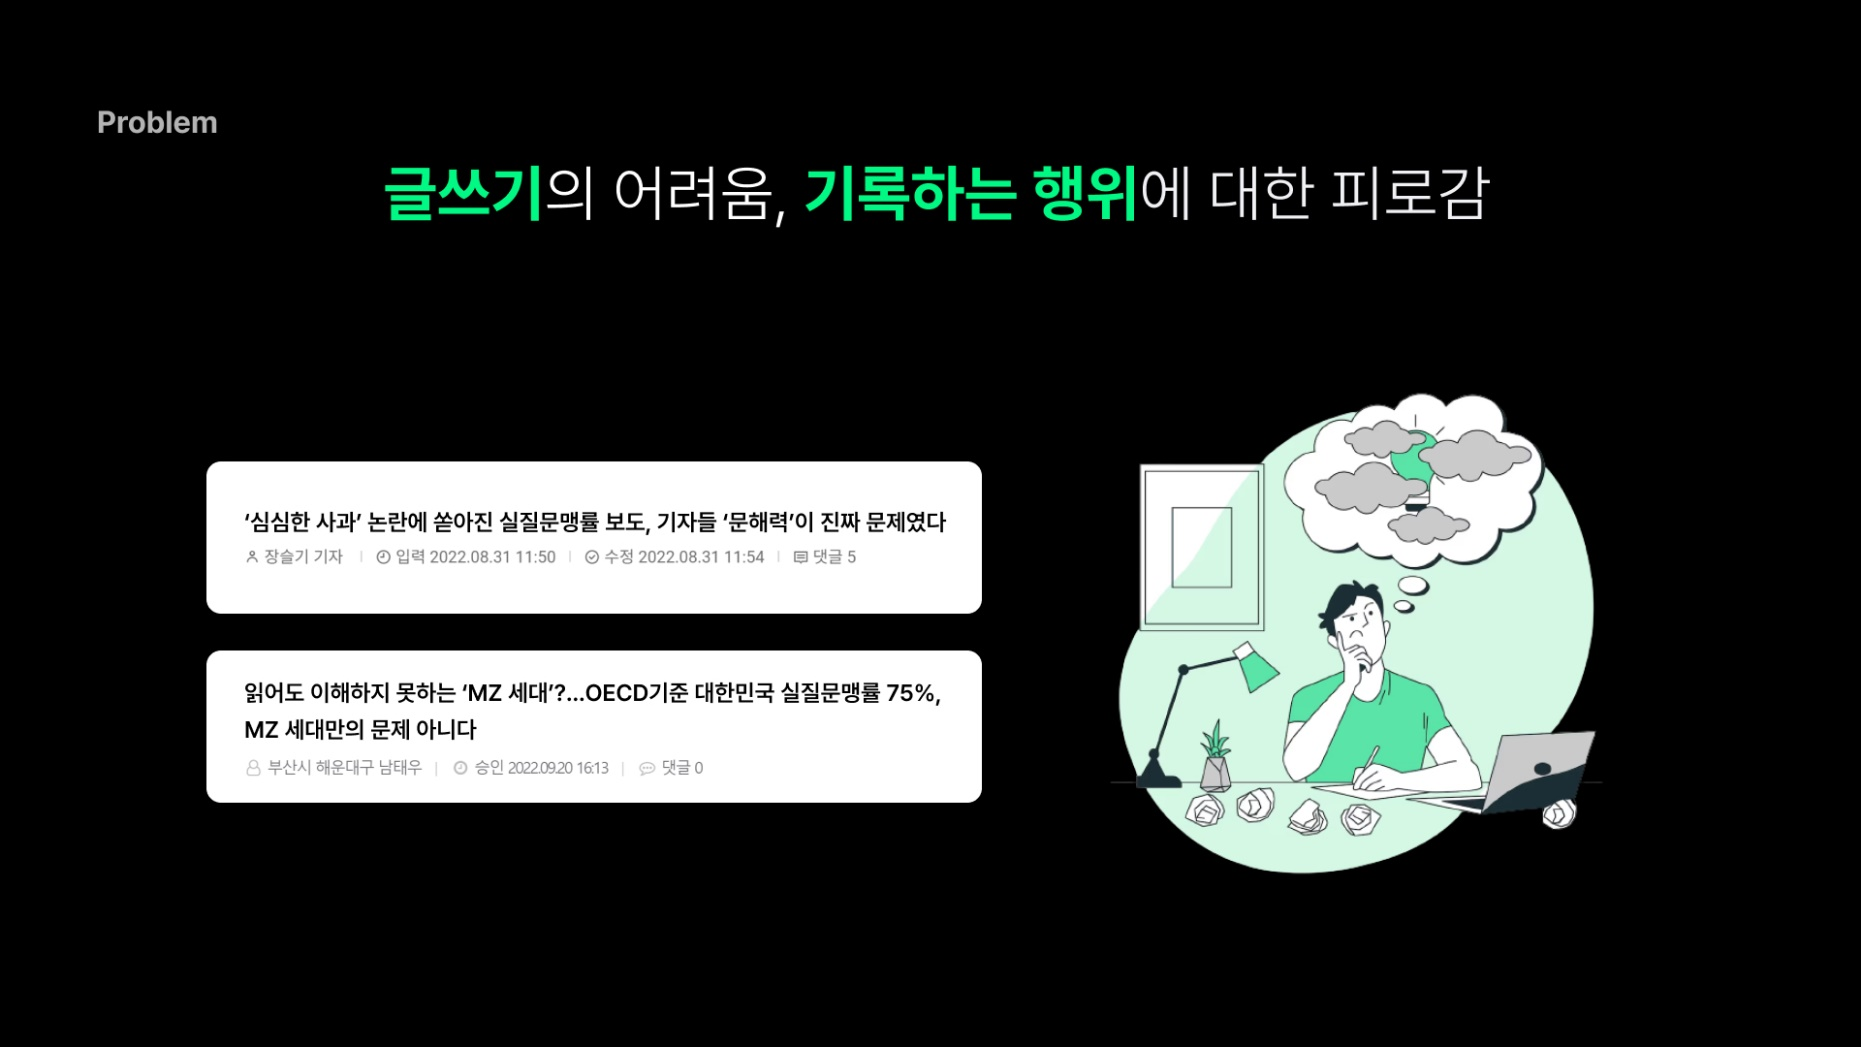 Problem
글쓰기의 어려움, 기록하는 행위에 대한 피로감
‘심심한 사과’ 논란에 쏟아진 실질문맹률 보도, 기자들 ‘문해력’이 진짜 문제였다
장슬기 기자 | 입력 2022.08.31 11:50 | 수정 2022.08.31 11:54 | 댓글 5
읽어도 이해하지 못하는 ‘MZ 세대’?...OECD기준 대한민국 실질문맹률 75%,
MZ 세대만의 문제 아니다
부산시 해운대구 남태우 | 승인 2022.09.20 16:13 | 댓글 0